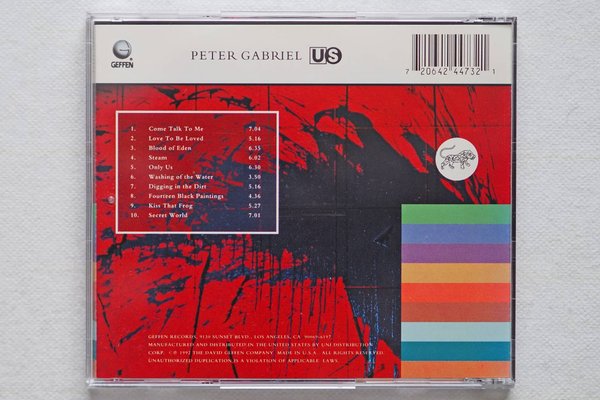 GEFFEN
PETER GABRIEL US
7 20642 44732 1
1. Come Talk To Me 7.04
2. Love To Be Loved 5.16
3. Blood of Eden 6.35
4. Steam 6.02
5. Only Us 6.30
6. Washing of the Water 3.50
7. Digging in the Dirt 5.16
8. Fourteen Black Paintings 4.36
9. Kiss That Frog 5.27
10. Secret World 7.01
GEFFEN RECORDS, 9130 SUNSET BLVD., LOS ANGELES, CA 90069-6197
MANUFACTURED AND DISTRIBUTED IN THE UNITED STATES BY UNI DISTRIBUTION
CORP. ℗ © 1992 THE DAVID GEFFEN COMPANY MADE IN U.S.A. ALL RIGHTS RESERVED.
UNAUTHORIZED DUPLICATION IS A VIOLATION OF APPLICABLE LAWS.